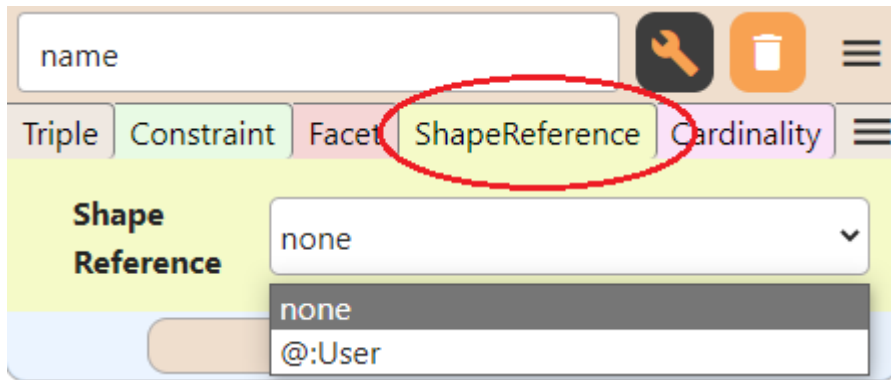 name
Triple Constraint Facet ShapeReference Cardinality
Shape
Reference
none
none
@:User